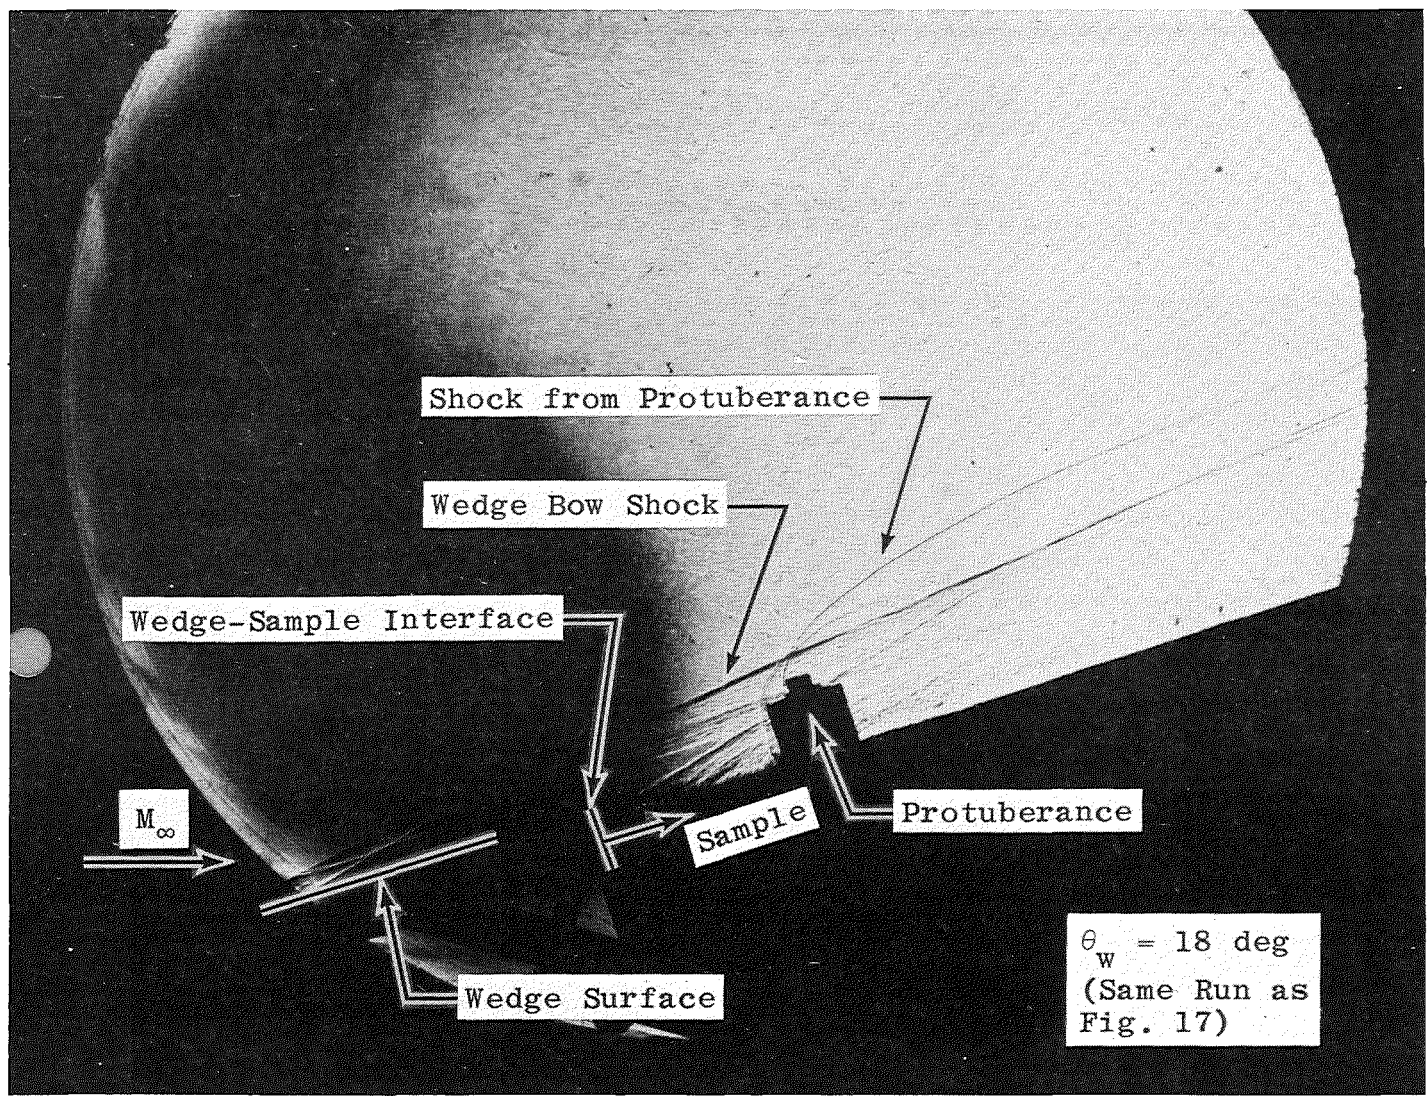 Shock from Protuberance
Wedge Bow Shock
Wedge-Sample Interface
M∞
Sample
Protuberance
Wedge Surface
θw = 18 deg
(Same Run as
Fig. 17)